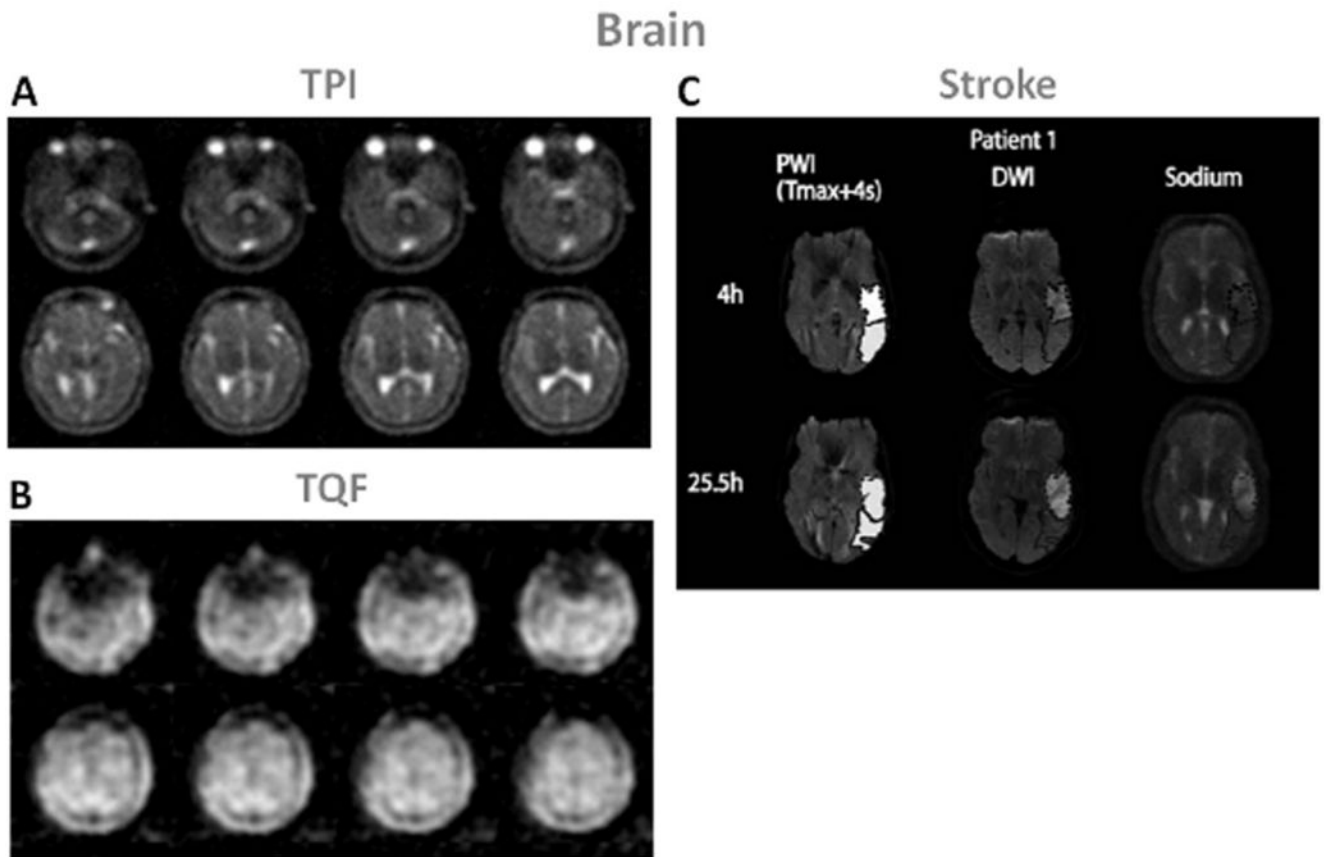 Brain
A
TPI
B
TQF
C
Stroke
Patient 1
PWI
(Tmax+4s)
DWI
Sodium
4h
25.5h